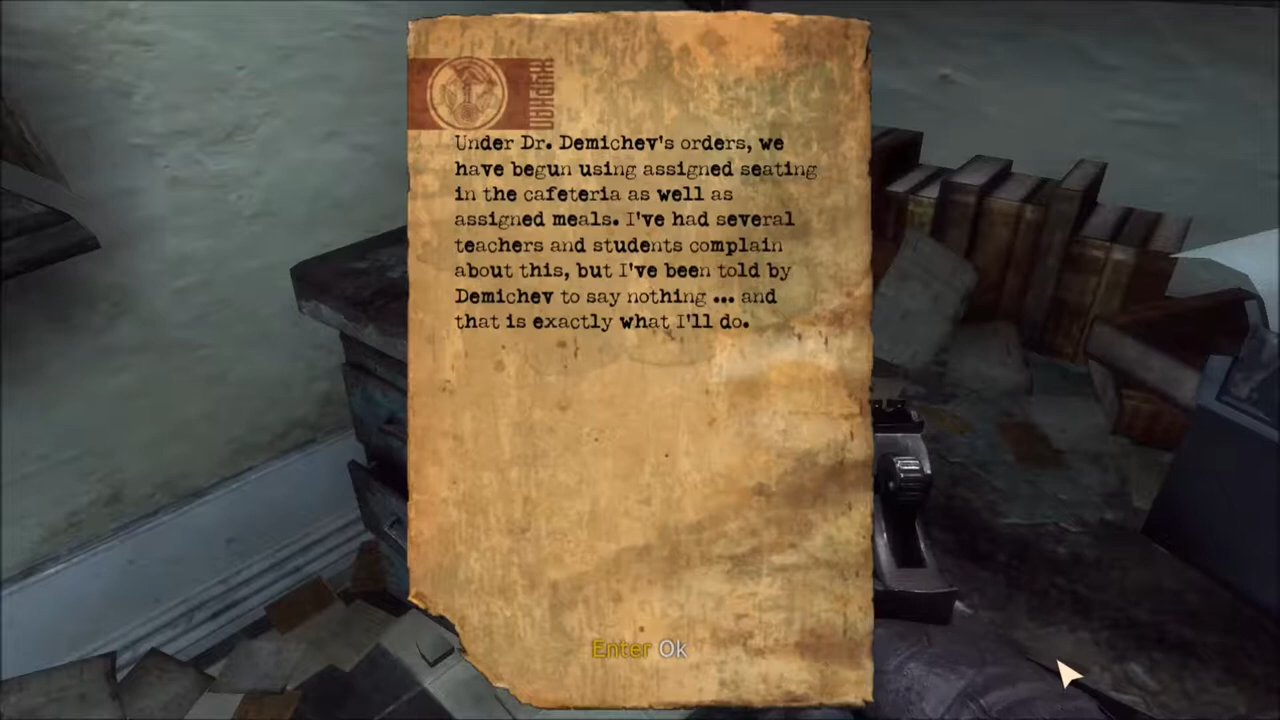 Under Dr. Demichev's orders, we
have begun using assigned seating
in the cafeteria as well as
assigned meals. I've had several
teachers and students complain
about this, but I've been told by
Demichev to say nothing ... and
that is exactly what I'll do.
Enter Ok